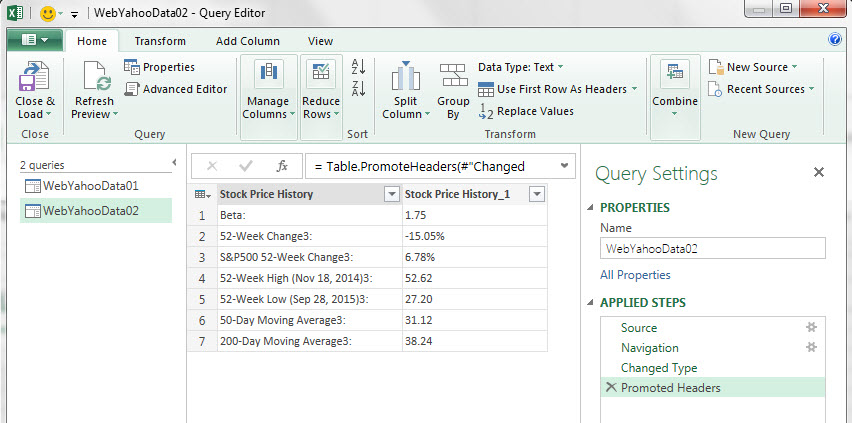 WebYahooData02 - Query Editor
Home Transform Add Column View
Close & Load
Close
Refresh Preview
Properties
Advanced Editor
Query
Manage Columns
Reduce Rows
Sort
Split Column
Group By
Data Type: Text
Use First Row As Headers
Replace Values
Transform
Combine
New Source
Recent Sources
New Query
2 queries
WebYahooData01
WebYahooData02
fx = Table.PromoteHeaders(#"Changed
Stock Price History Stock Price History_1
1 Beta: 1.75
2 52-Week Change3: -15.05%
3 S&P500 52-Week Change3: 6.78%
4 52-Week High (Nov 18, 2014)3: 52.62
5 52-Week Low (Sep 28, 2015)3: 27.20
6 50-Day Moving Average3: 31.12
7 200-Day Moving Average3: 38.24
Query Settings
PROPERTIES
Name
WebYahooData02
All Properties
APPLIED STEPS
Source
Navigation
Changed Type
Promoted Headers